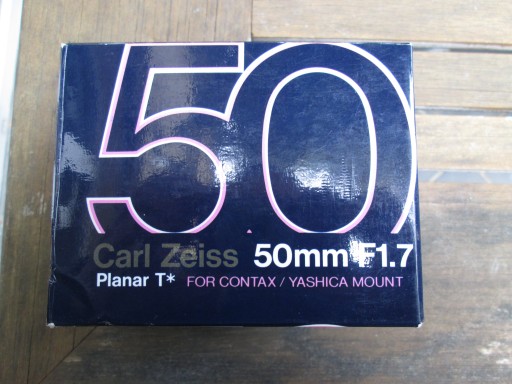 50
Carl Zeiss 50mm F1.7
Planar T* FOR CONTAX / YASHICA MOUNT